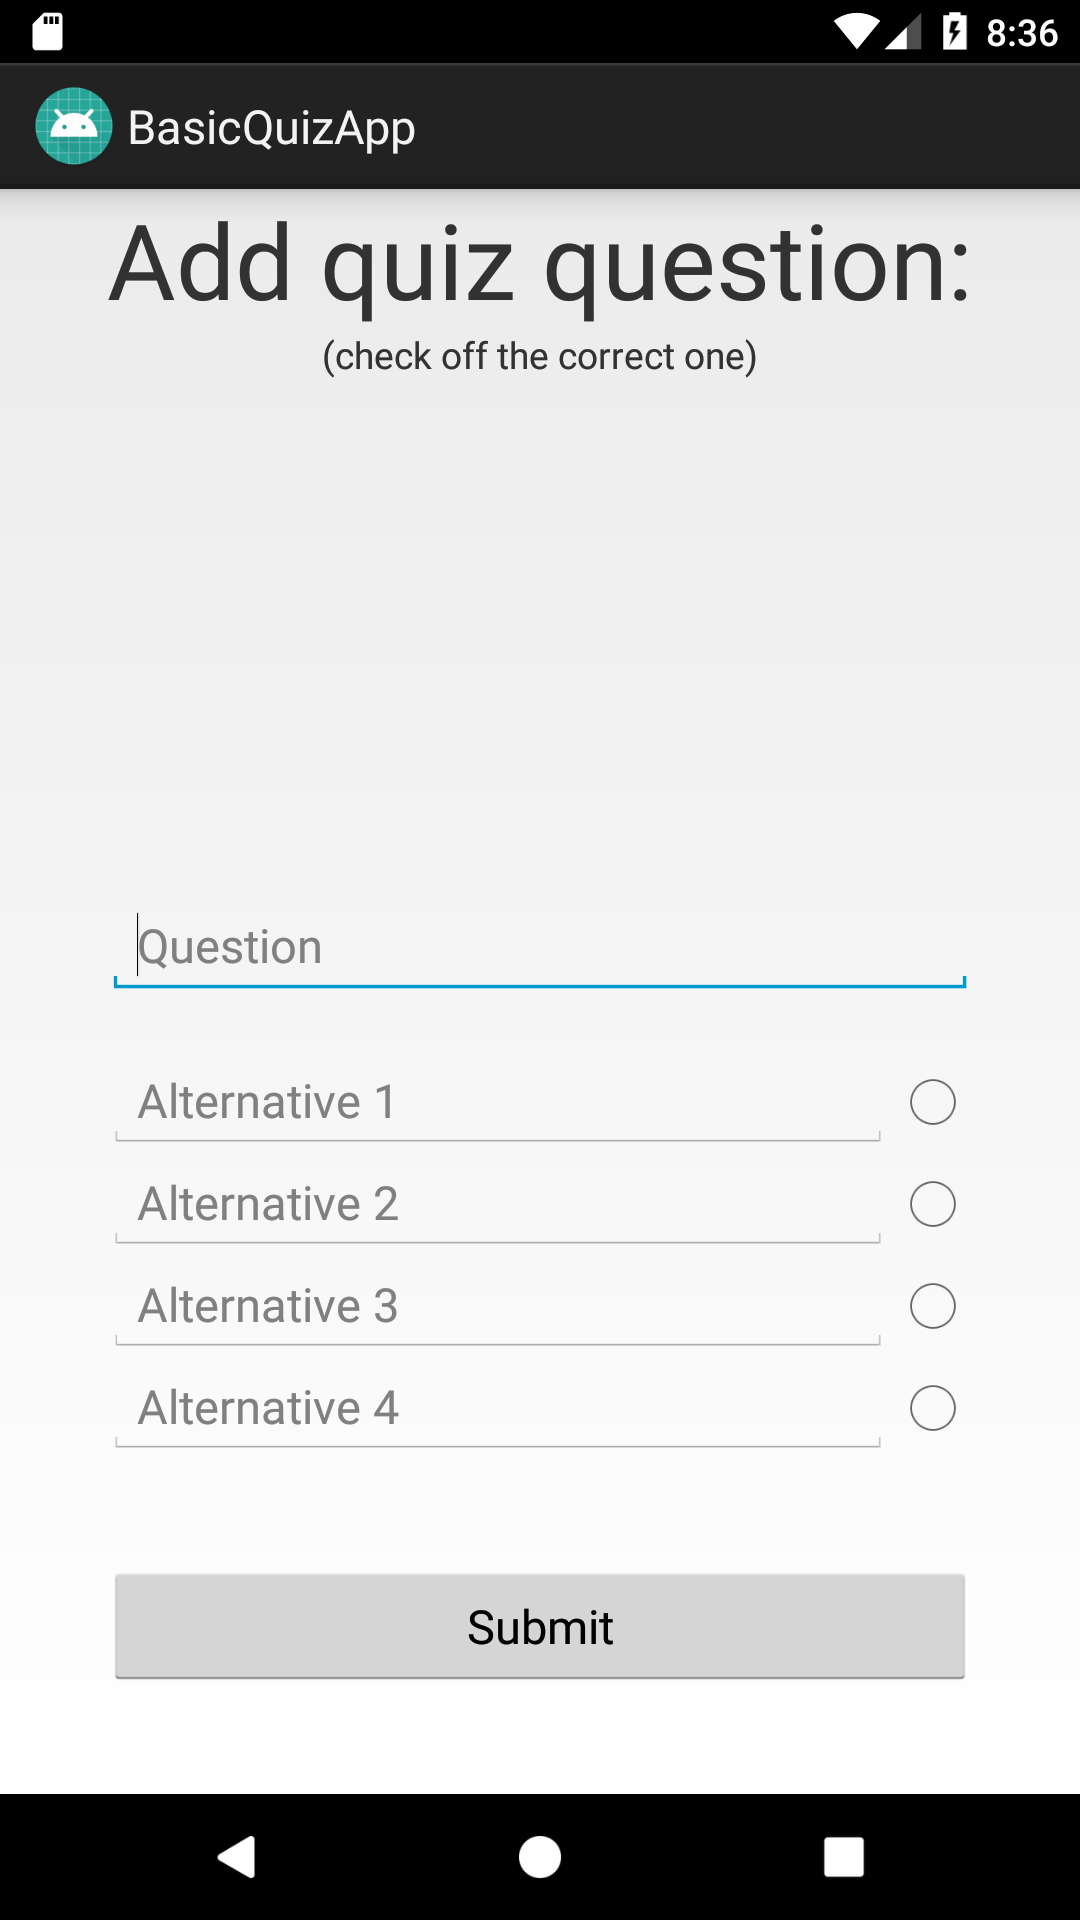 8:36
BasicQuizApp
Add quiz question:
(check off the correct one)
Question
Alternative 1
Alternative 2
Alternative 3
Alternative 4
Submit